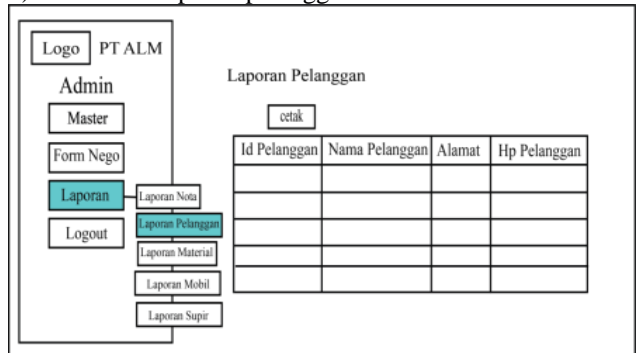 Logo PT ALM
Admin
Master
Form Nego
Laporan
Logout
Laporan Nota
Laporan Pelanggan
Laporan Material
Laporan Mobil
Laporan Supir
Laporan Pelanggan
cetak
Id Pelanggan Nama Pelanggan Alamat Hp Pelanggan